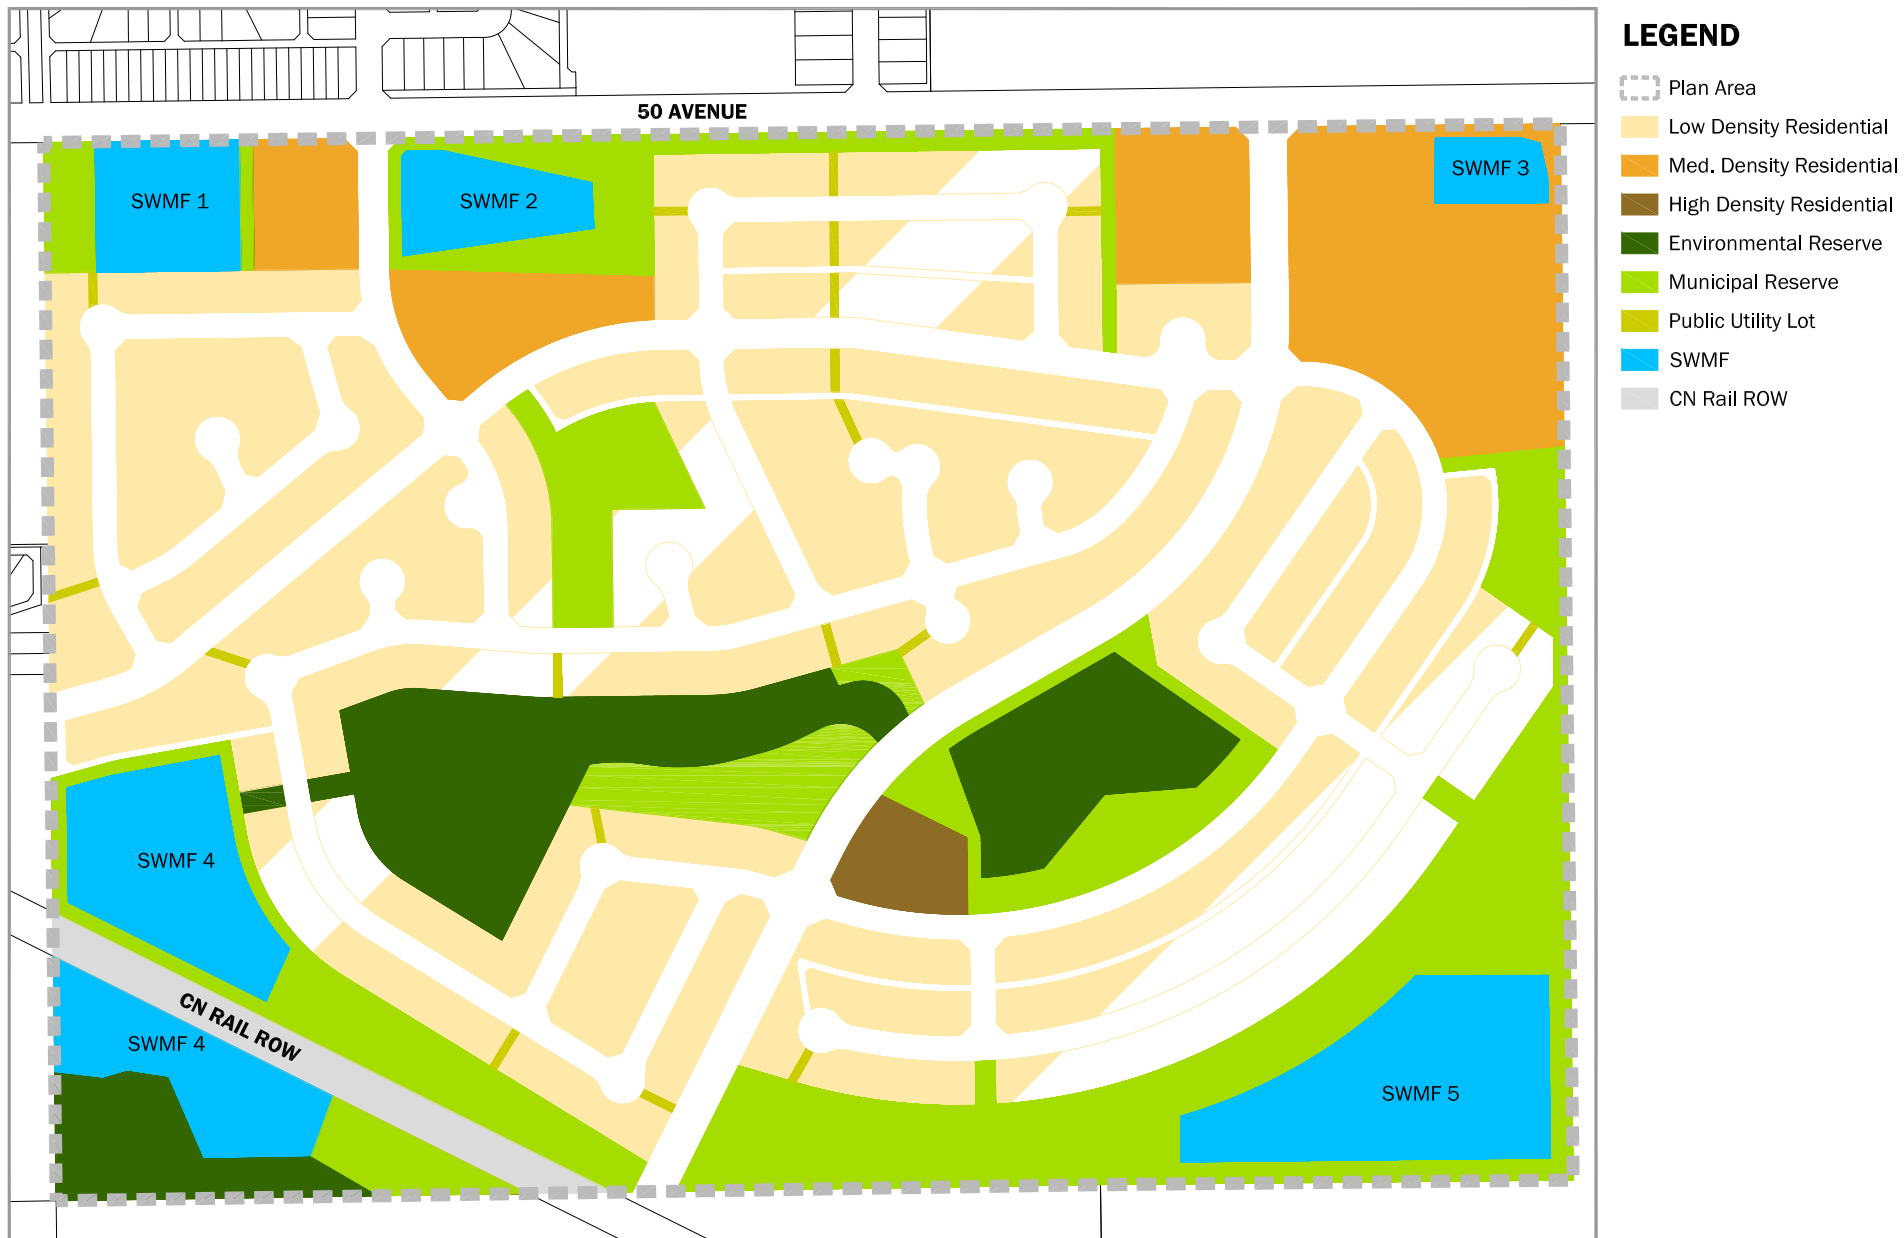 LEGEND
Plan Area
Low Density Residential
Med. Density Residential
High Density Residential
Environmental Reserve
Municipal Reserve
Public Utility Lot
SWMF
CN Rail ROW
50 AVENUE
SWMF 1
SWMF 2
SWMF 3
SWMF 4
CN RAIL ROW
SWMF 4
SWMF 5